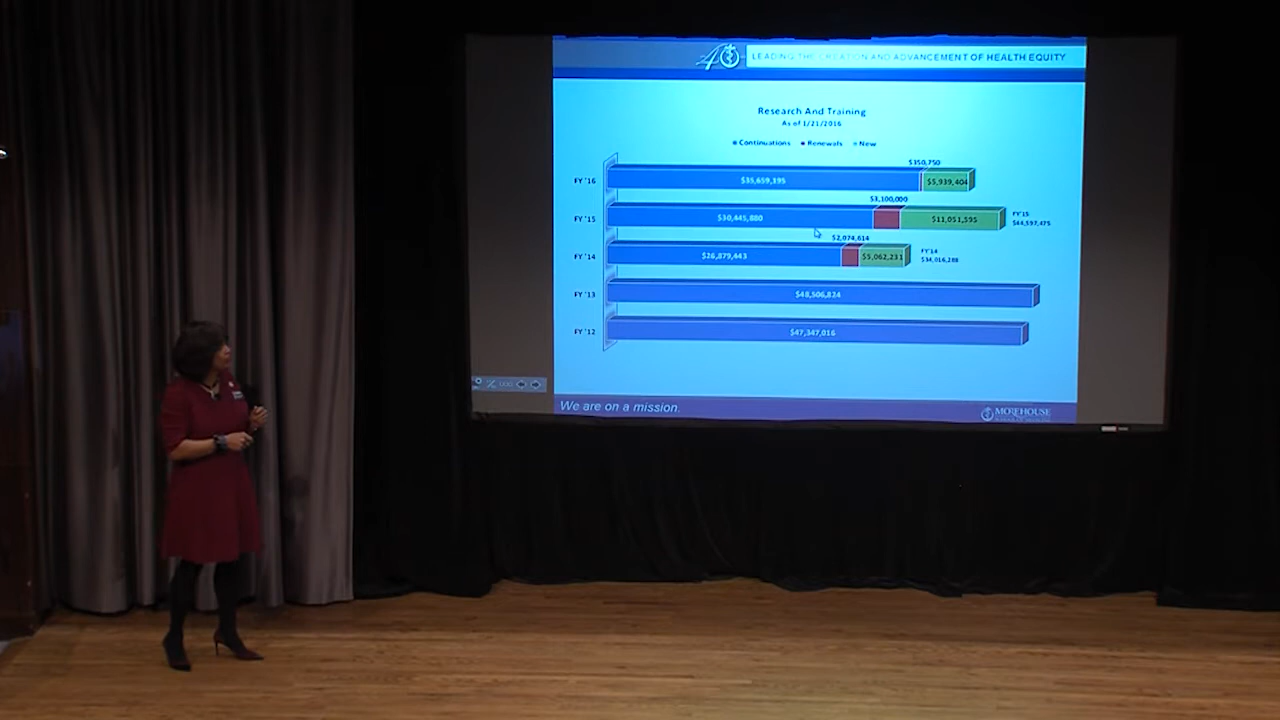 LEADING THE CREATION AND ADVANCEMENT OF HEALTH EQUITY
Research And Training
As of 1/21/2016
Continuations Renewals New
$350,750
FY '16 $35,659,195 $5,939,404
$3,100,000
FY '15 $30,445,880 $11,051,595
FY'15
$44,597,475
$2,074,614
FY '14 $26,879,443 $5,062,231
FY'14
$34,016,288
FY '13 $48,506,824
FY '12 $47,347,016
We are on a mission.
MOREHOUSE